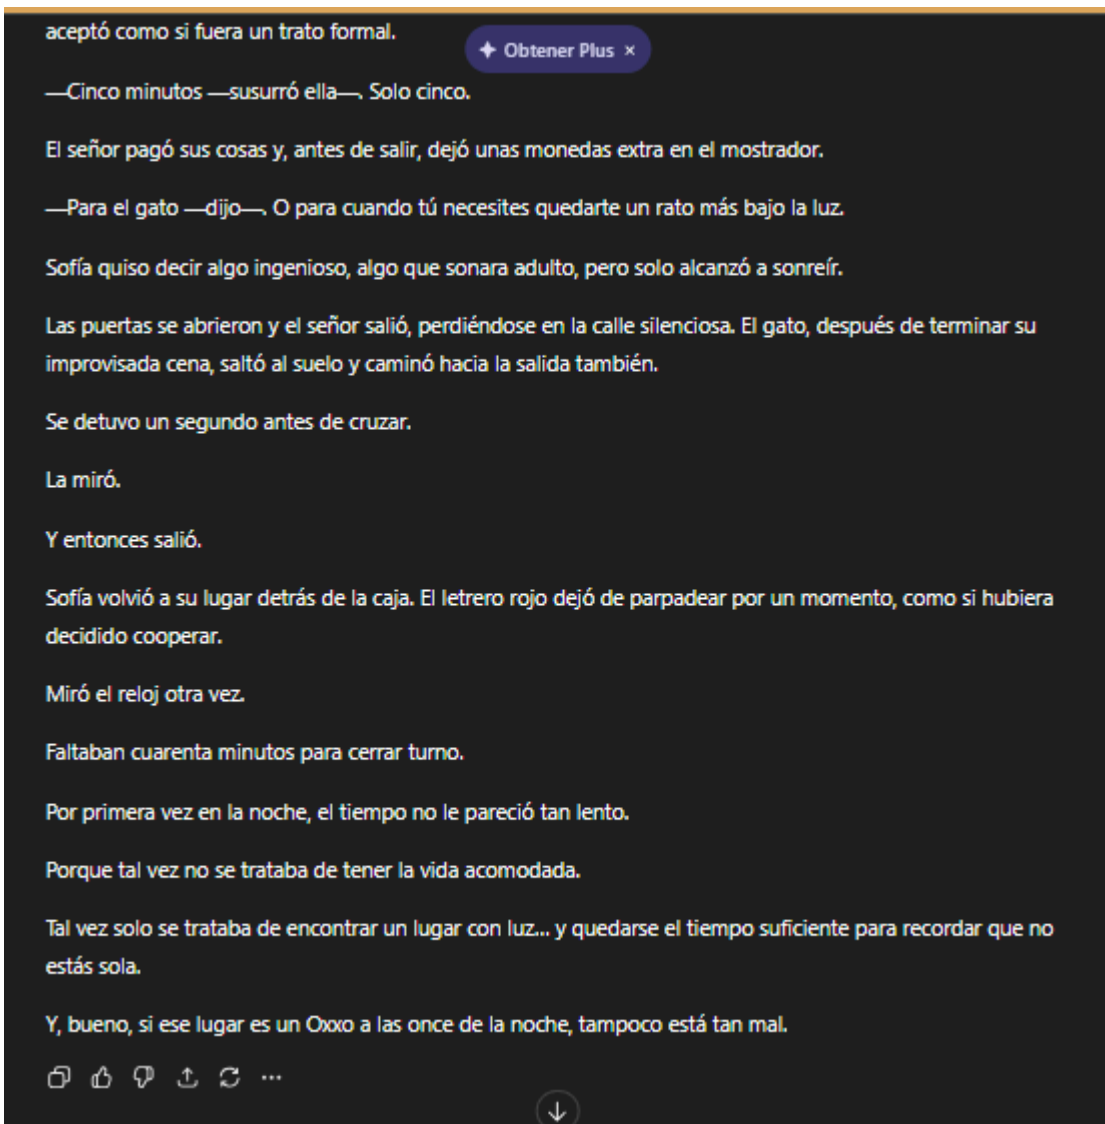 aceptó como si fuera un trato formal.
Obtener Plus ×
—Cinco minutos —susurró ella—. Solo cinco.
El señor pagó sus cosas y, antes de salir, dejó unas monedas extra en el mostrador.
—Para el gato —dijo—. O para cuando tú necesites quedarte un rato más bajo la luz.
Sofía quiso decir algo ingenioso, algo que sonara adulto, pero solo alcanzó a sonreír.
Las puertas se abrieron y el señor salió, perdiéndose en la calle silenciosa. El gato, después de terminar su
improvisada cena, saltó al suelo y caminó hacia la salida también.
Se detuvo un segundo antes de cruzar.
La miró.
Y entonces salió.
Sofía volvió a su lugar detrás de la caja. El letrero rojo dejó de parpadear por un momento, como si hubiera
decidido cooperar.
Miró el reloj otra vez.
Faltaban cuarenta minutos para cerrar turno.
Por primera vez en la noche, el tiempo no le pareció tan lento.
Porque tal vez no se trataba de tener la vida acomodada.
Tal vez solo se trataba de encontrar un lugar con luz... y quedarse el tiempo suficiente para recordar que no
estás sola.
Y, bueno, si ese lugar es un Oxxo a las once de la noche, tampoco está tan mal.